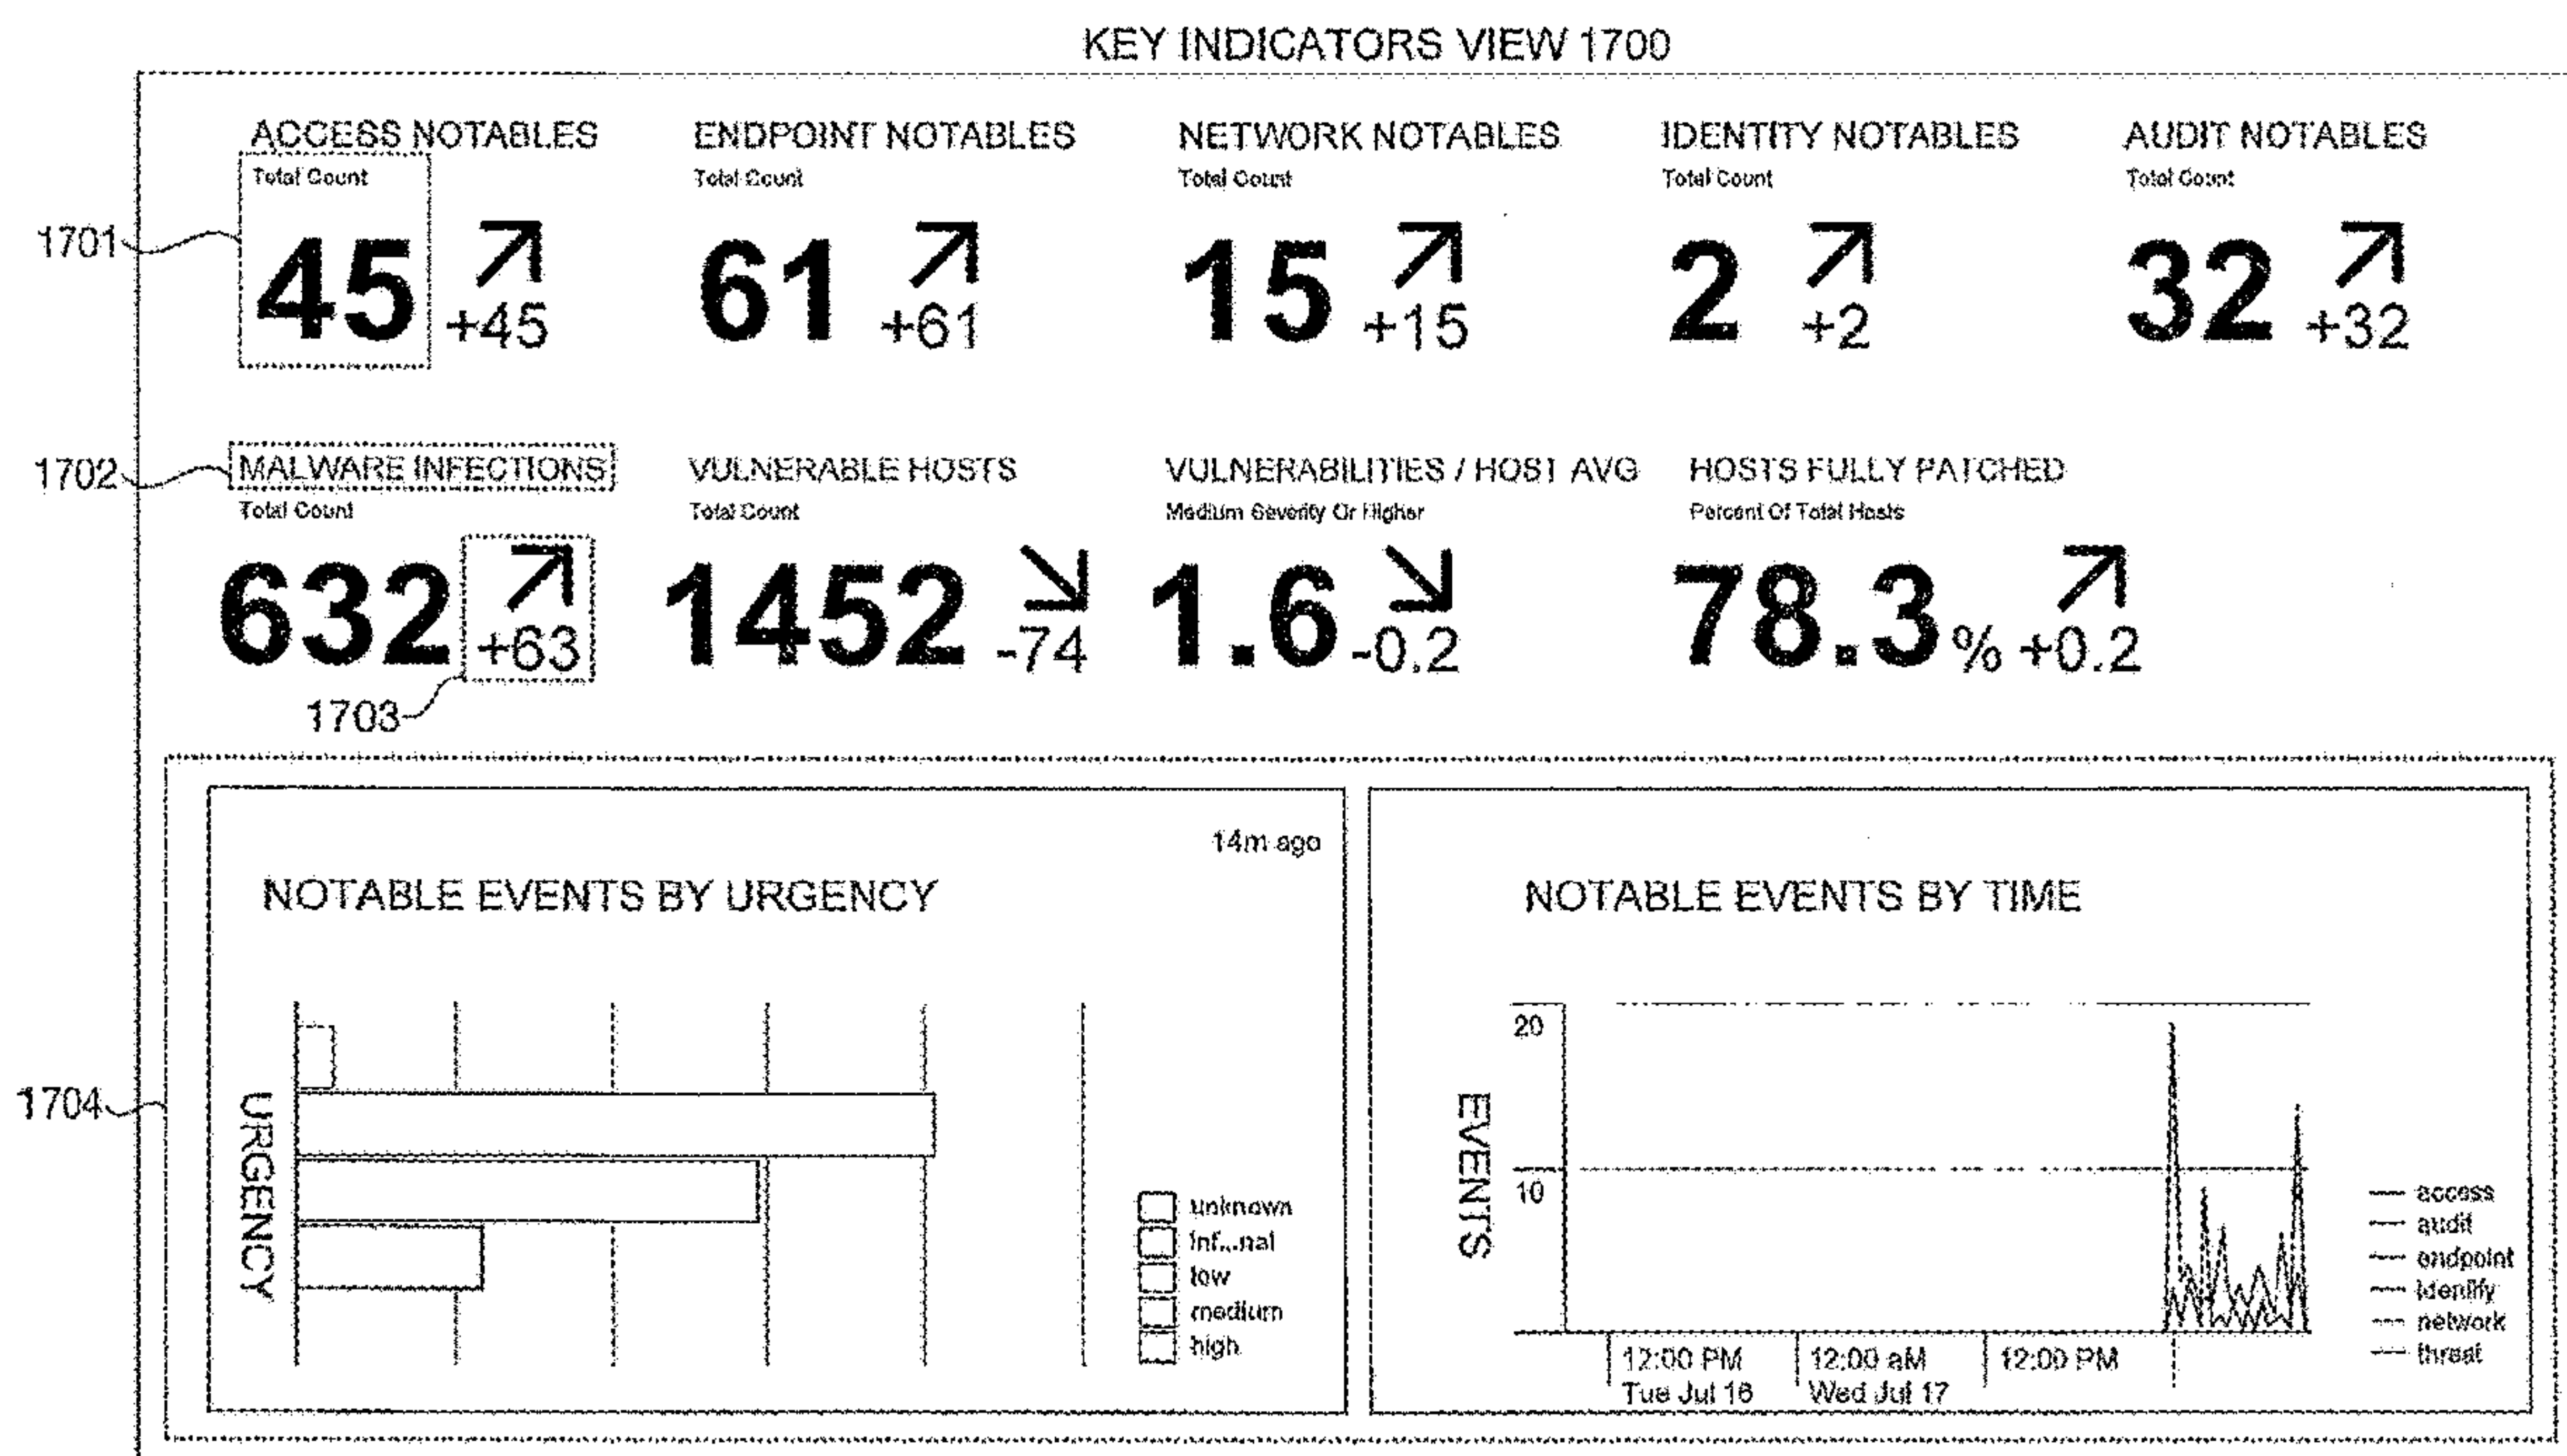 KEY INDICATORS VIEW 1700
ACCESS NOTABLES
ENDPOINT NOTABLES
NETWORK NOTABLES
IDENTITY NOTABLES
AUDIT NOTABLES
Total Count
Total Count
Total Count
Total Count
Total Count
1701
45
+45
61
+61
15
+15
2
+2
32
+32
1702
MALWARE INFECTIONS
VULNERABLE HOSTS
VULNERABILITIES / HOST AVG
HOSTS FULLY PATCHED
Total Count
Total Count
Medium Severity Or Higher
Percent Of Total Hosts
632
+63
1452
-74
1.6
-0.2
78.3%
+0.2
1703
1704
14m ago
NOTABLE EVENTS BY URGENCY
URGENCY
unknown
inf...nal
low
medium
high
NOTABLE EVENTS BY TIME
EVENTS
20
10
12:00 PM
Tue Jul 16
12:00 aM
Wed Jul 17
12:00 PM
access
audit
endpoint
identify
network
threat